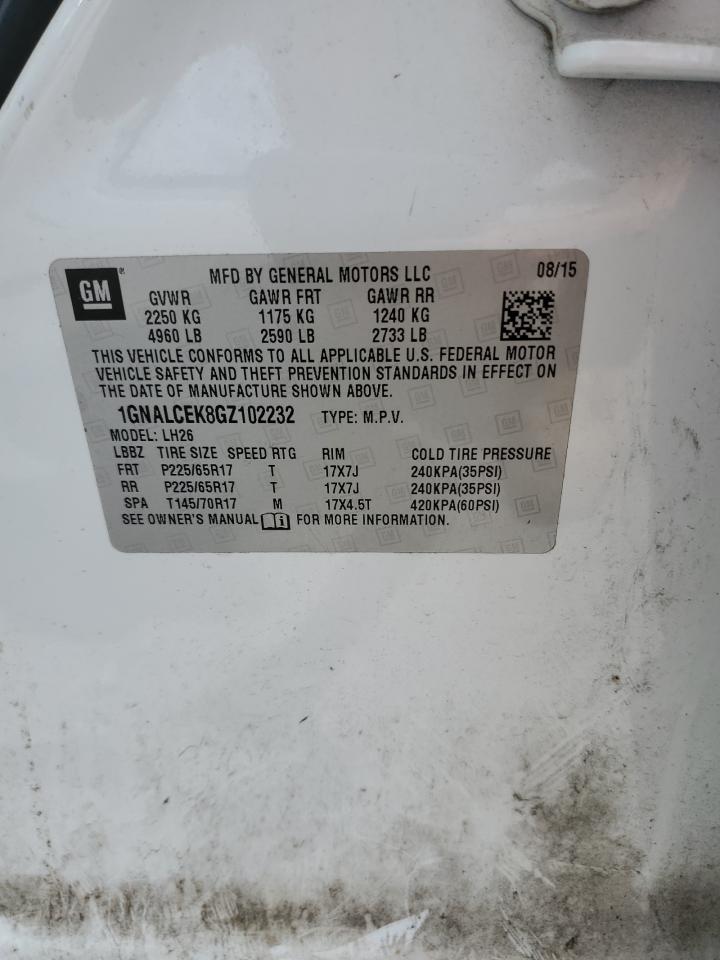 GM ® MFD BY GENERAL MOTORS LLC 08/15
GVWR GAWR FRT GAWR RR
2250 KG 1175 KG 1240 KG
4960 LB 2590 LB 2733 LB
THIS VEHICLE CONFORMS TO ALL APPLICABLE U.S. FEDERAL MOTOR
VEHICLE SAFETY AND THEFT PREVENTION STANDARDS IN EFFECT ON
THE DATE OF MANUFACTURE SHOWN ABOVE.
1GNALCEK8GZ102232 TYPE: M.P.V.
MODEL: LH26
LBBZ TIRE SIZE SPEED RTG RIM COLD TIRE PRESSURE
FRT P225/65R17 T 17X7J 240KPA(35PSI)
RR P225/65R17 T 17X7J 240KPA(35PSI)
SPA T145/70R17 M 17X4.5T 420KPA(60PSI)
SEE OWNER'S MANUAL i FOR MORE INFORMATION.